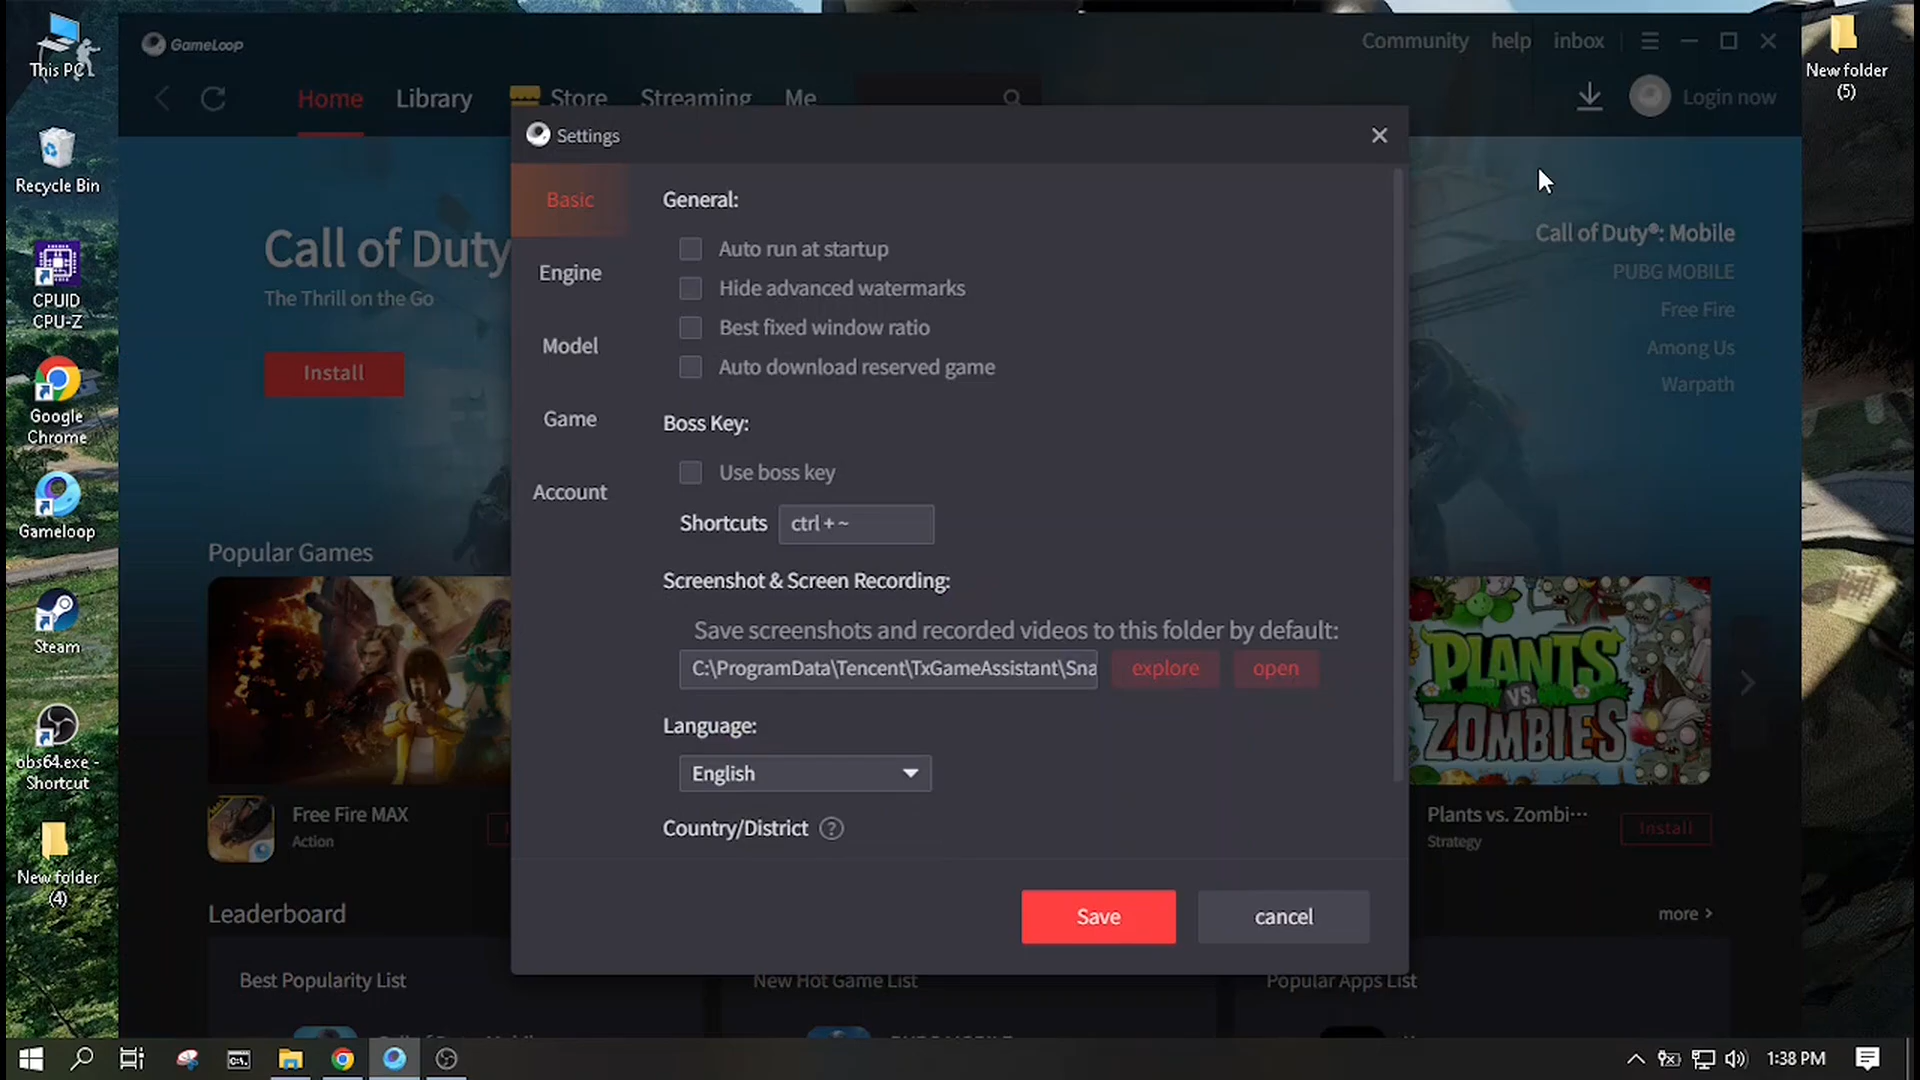 This PC
Recycle Bin
CPUID
CPU-Z
Google
Chrome
Gameloop
Steam
obs64.exe -
Shortcut
New folder
(4)
New folder
(5)
GameLoop
Community
help
inbox
Home
Library
Store
Streaming
Me
Login now
Call of Duty
The Thrill on the Go
Install
Call of Duty®: Mobile
PUBG MOBILE
Free Fire
Among Us
Warpath
Settings
Basic
Engine
Model
Game
Account
General:
Auto run at startup
Hide advanced watermarks
Best fixed window ratio
Auto download reserved game
Boss Key:
Use boss key
Shortcuts
ctrl + ~
Screenshot & Screen Recording:
Save screenshots and recorded videos to this folder by default:
C:\ProgramData\Tencent\TxGameAssistant\Sna
explore
open
Language:
English
Country/District
?
Save
cancel
Popular Games
Free Fire MAX
Action
PLANTS
VS.
ZOMBIES
Plants vs. Zombi···
Strategy
Install
Leaderboard
more >
Best Popularity List
New Hot Game List
Popular Apps List
C:\.
1:38 PM